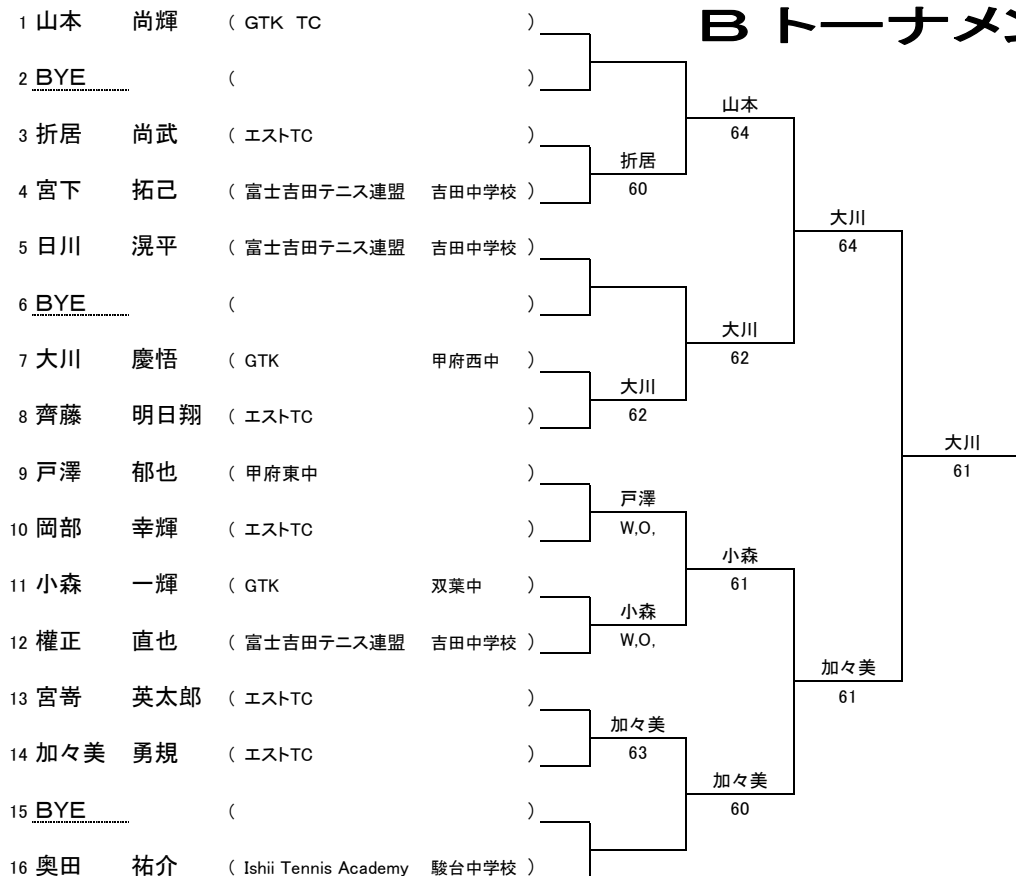 B トーナメン
1 山本 尚輝 ( GTK TC )
2 BYE ( )
山本
64
3 折居 尚武 ( エストTC )
折居
60
4 宮下 拓己 ( 富士吉田テニス連盟 吉田中学校 )
大川
64
5 日川 滉平 ( 富士吉田テニス連盟 吉田中学校 )
6 BYE ( )
大川
62
7 大川 慶悟 ( GTK 甲府西中 )
大川
62
8 齊藤 明日翔 ( エストTC )
大川
61
9 戸澤 郁也 ( 甲府東中 )
戸澤
W,O,
10 岡部 幸輝 ( エストTC )
小森
61
11 小森 一輝 ( GTK 双葉中 )
小森
W,O,
12 權正 直也 ( 富士吉田テニス連盟 吉田中学校 )
加々美
61
13 宮嵜 英太郎 ( エストTC )
加々美
63
14 加々美 勇規 ( エストTC )
加々美
60
15 BYE ( )
16 奥田 祐介 ( Ishii Tennis Academy 駿台中学校 )